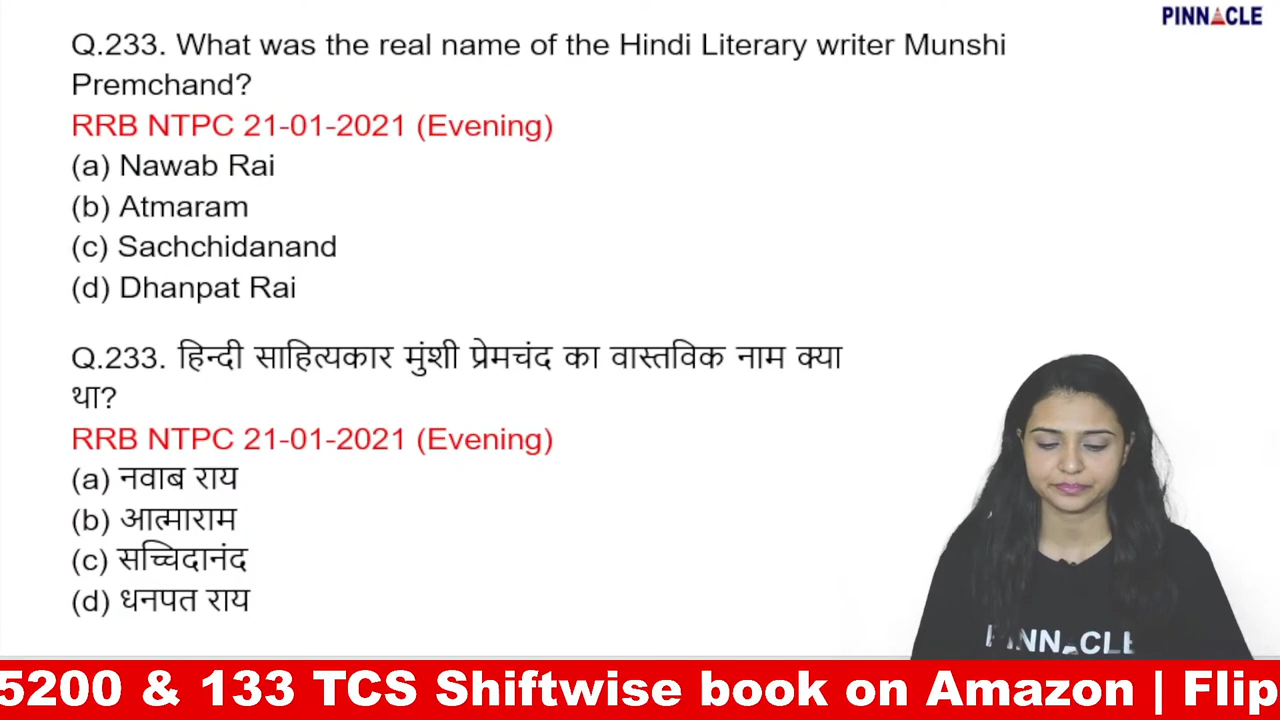 PINNACLE
Q.233. What was the real name of the Hindi Literary writer Munshi
Premchand?
RRB NTPC 21-01-2021 (Evening)
(a) Nawab Rai
(b) Atmaram
(c) Sachchidanand
(d) Dhanpat Rai
Q.233. हिन्दी साहित्यकार मुंशी प्रेमचंद का वास्तविक नाम क्या
था?
RRB NTPC 21-01-2021 (Evening)
(a) नवाब राय
(b) आत्माराम
(c) सच्चिदानंद
(d) धनपत राय
PINNACLE
5200 & 133 TCS Shiftwise book on Amazon | Flip